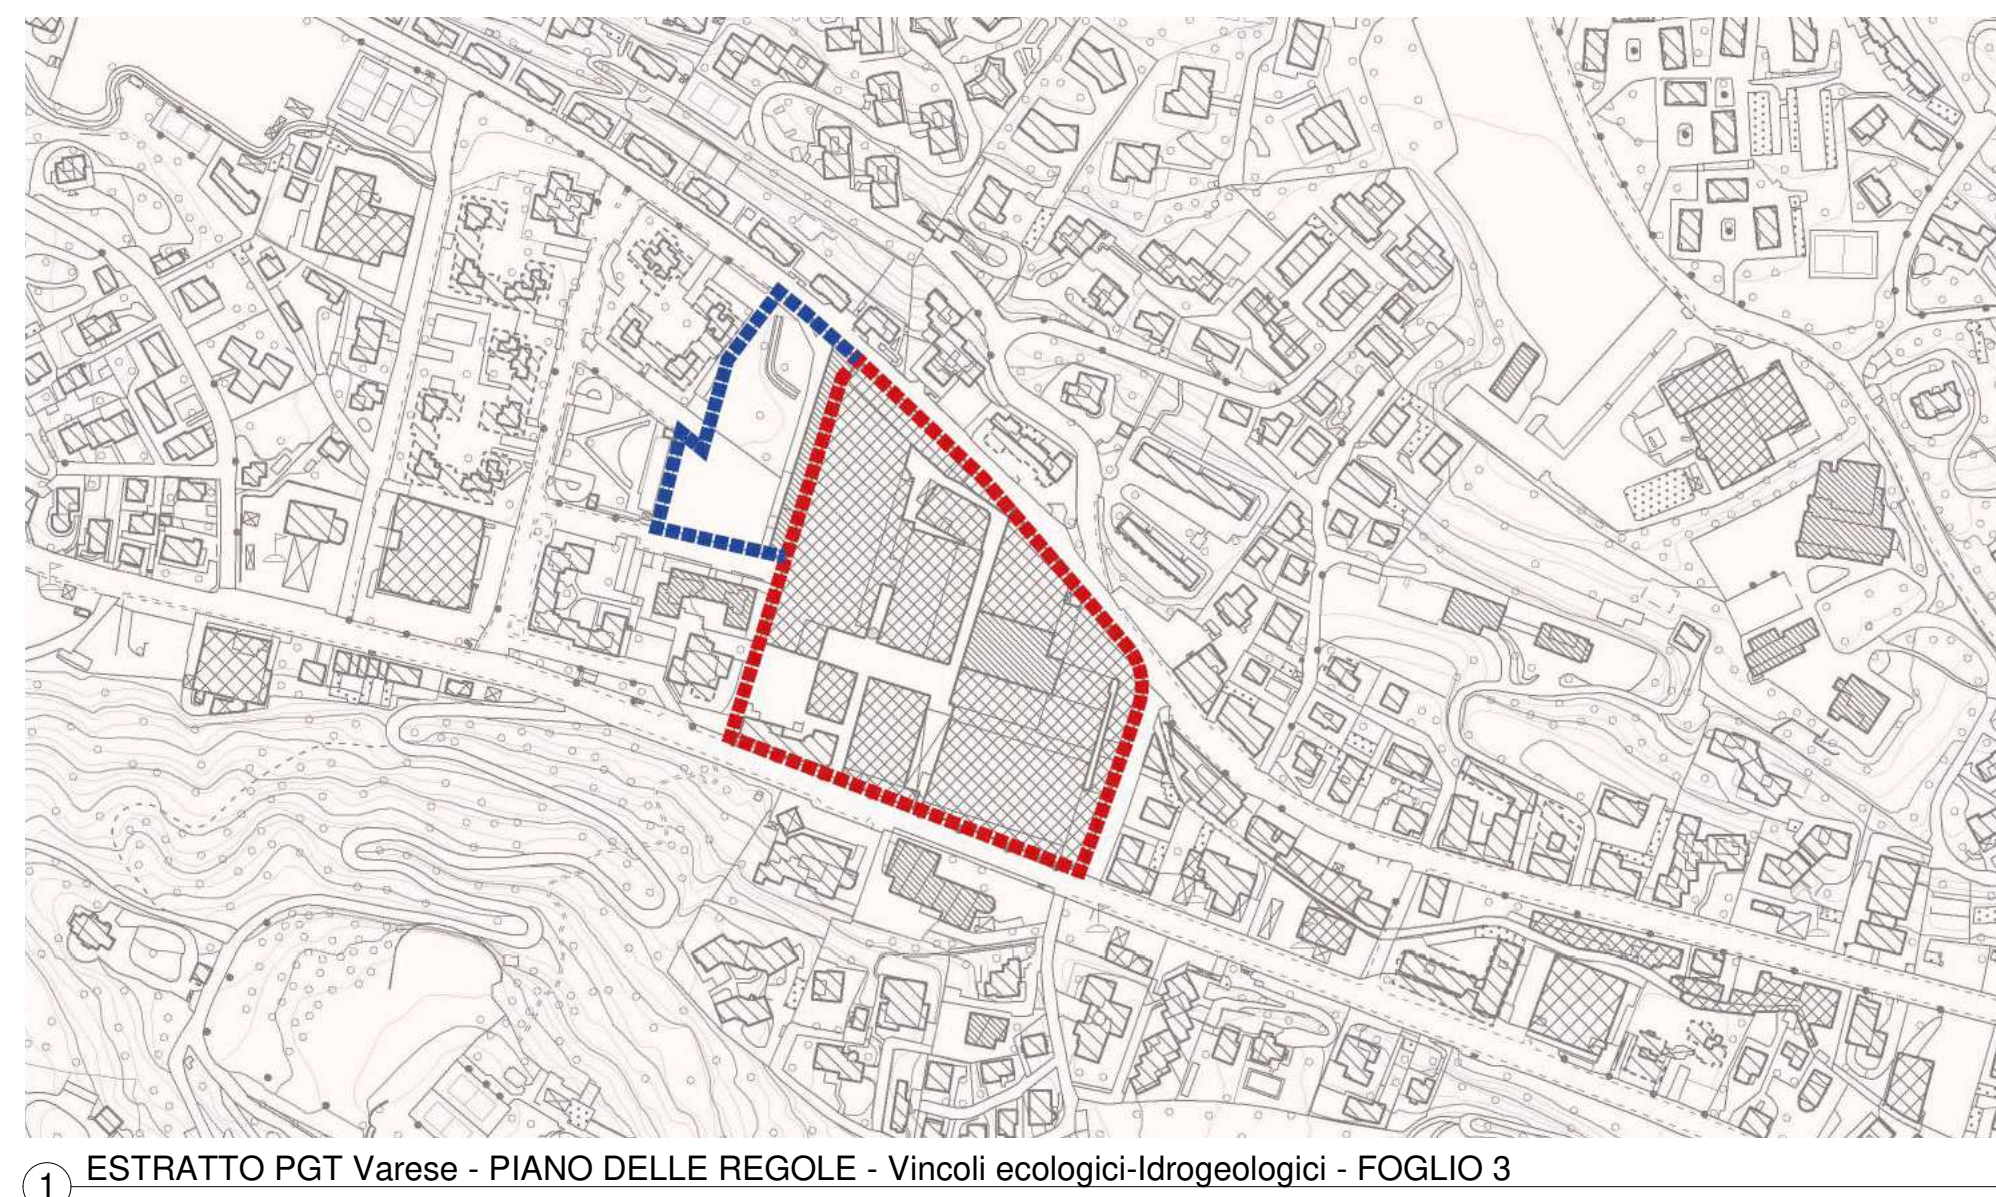 ESTRATTO PGT Varese - PIANO DELLE REGOLE - Vincoli ecologici-Idrogeologici - FOGLIO 3
1